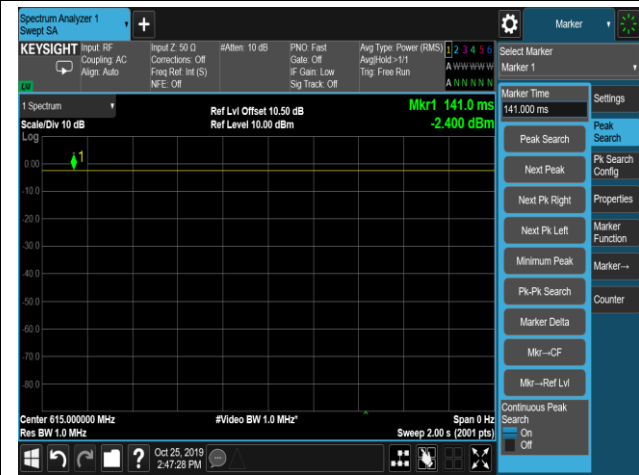 Spectrum Analyzer 1
Swept SA
Marker
KEYSIGHT
Input: RF
Coupling: AC
Align: Auto
Input Z: 50 Ω
Corrections: Off
Freq Ref: Int (S)
NFE: Off
#Atten: 10 dB
PNO: Fast
Gate: Off
IF Gain: Low
Sig Track: Off
Avg Type: Power (RMS)
Avg|Hold:>1/1
Trig: Free Run
1 2 3 4 5 6
A W W W W W
A N N N N N
LXI
Select Marker
Marker 1
1 Spectrum
Scale/Div 10 dB
Log
Ref Lvl Offset 10.50 dB
Ref Level 10.00 dBm
Mkr1 141.0 ms
-2.400 dBm
1
0.00
-10.0
-20.0
-30.0
-40.0
-50.0
-60.0
-70.0
-80.0
Center 615.000000 MHz
Res BW 1.0 MHz
#Video BW 1.0 MHz*
Span 0 Hz
Sweep 2.00 s (2001 pts)
Marker Time
141.000 ms
Peak Search
Next Peak
Next Pk Right
Next Pk Left
Minimum Peak
Pk-Pk Search
Marker Delta
Mkr→CF
Mkr→Ref Lvl
Continuous Peak
Search
On
Off
Settings
Peak
Search
Pk Search
Config
Properties
Marker
Function
Marker→
Counter
Oct 25, 2019
2:47:28 PM